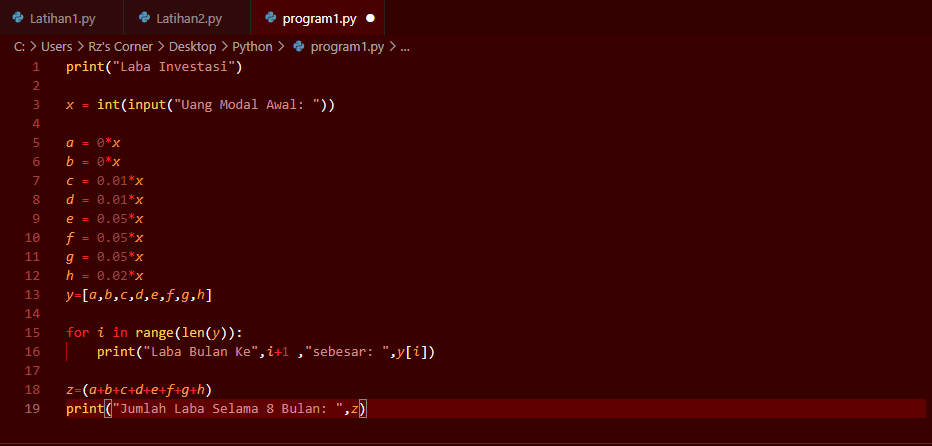 Latihan1.py Latihan2.py program1.py
C: > Users > Rz's Corner > Desktop > Python > program1.py > ...
1 print("Laba Investasi")
2
3 x = int(input("Uang Modal Awal: "))
4
5 a = 0*x
6 b = 0*x
7 c = 0.01*x
8 d = 0.01*x
9 e = 0.05*x
10 f = 0.05*x
11 g = 0.05*x
12 h = 0.02*x
13 y=[a,b,c,d,e,f,g,h]
14
15 for i in range(len(y)):
16     print("Laba Bulan Ke",i+1 ,"sebesar: ",y[i])
17
18 z=(a+b+c+d+e+f+g+h)
19 print("Jumlah Laba Selama 8 Bulan: ",z)